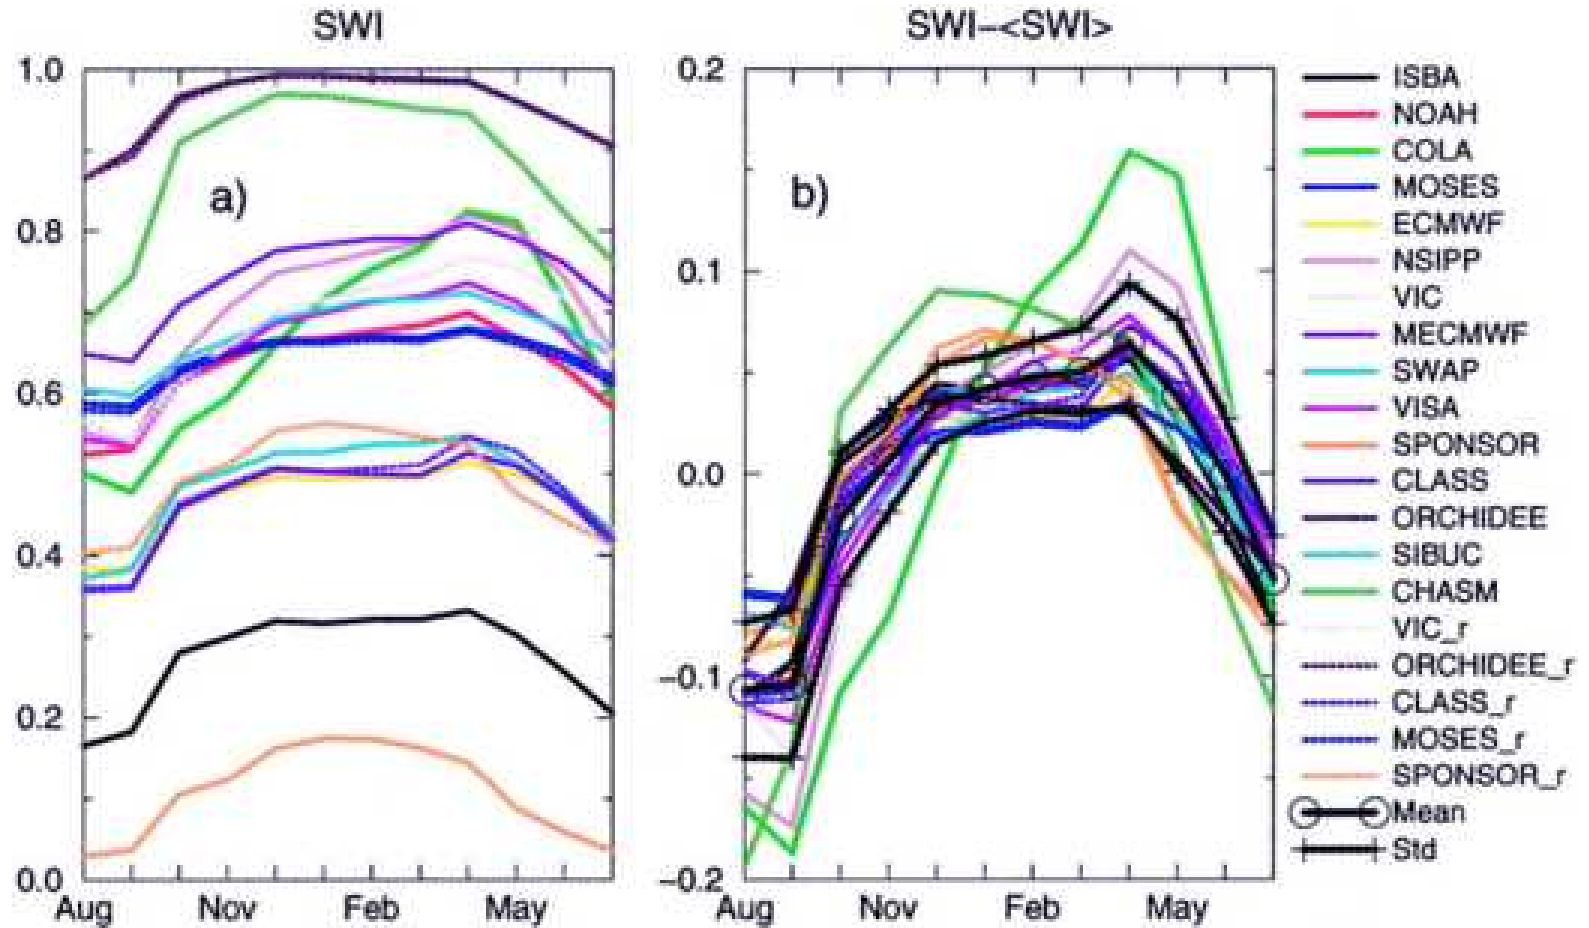 SWI
SWI-<SWI>
1.0
0.8
0.6
0.4
0.2
0.0
a)
Aug Nov Feb May
0.2
0.1
0.0
-0.1
-0.2
b)
Aug Nov Feb May
ISBA
NOAH
COLA
MOSES
ECMWF
NSIPP
VIC
MECMWF
SWAP
VISA
SPONSOR
CLASS
ORCHIDEE
SIBUC
CHASM
VIC_r
ORCHIDEE_r
CLASS_r
MOSES_r
SPONSOR_r
Mean
Std